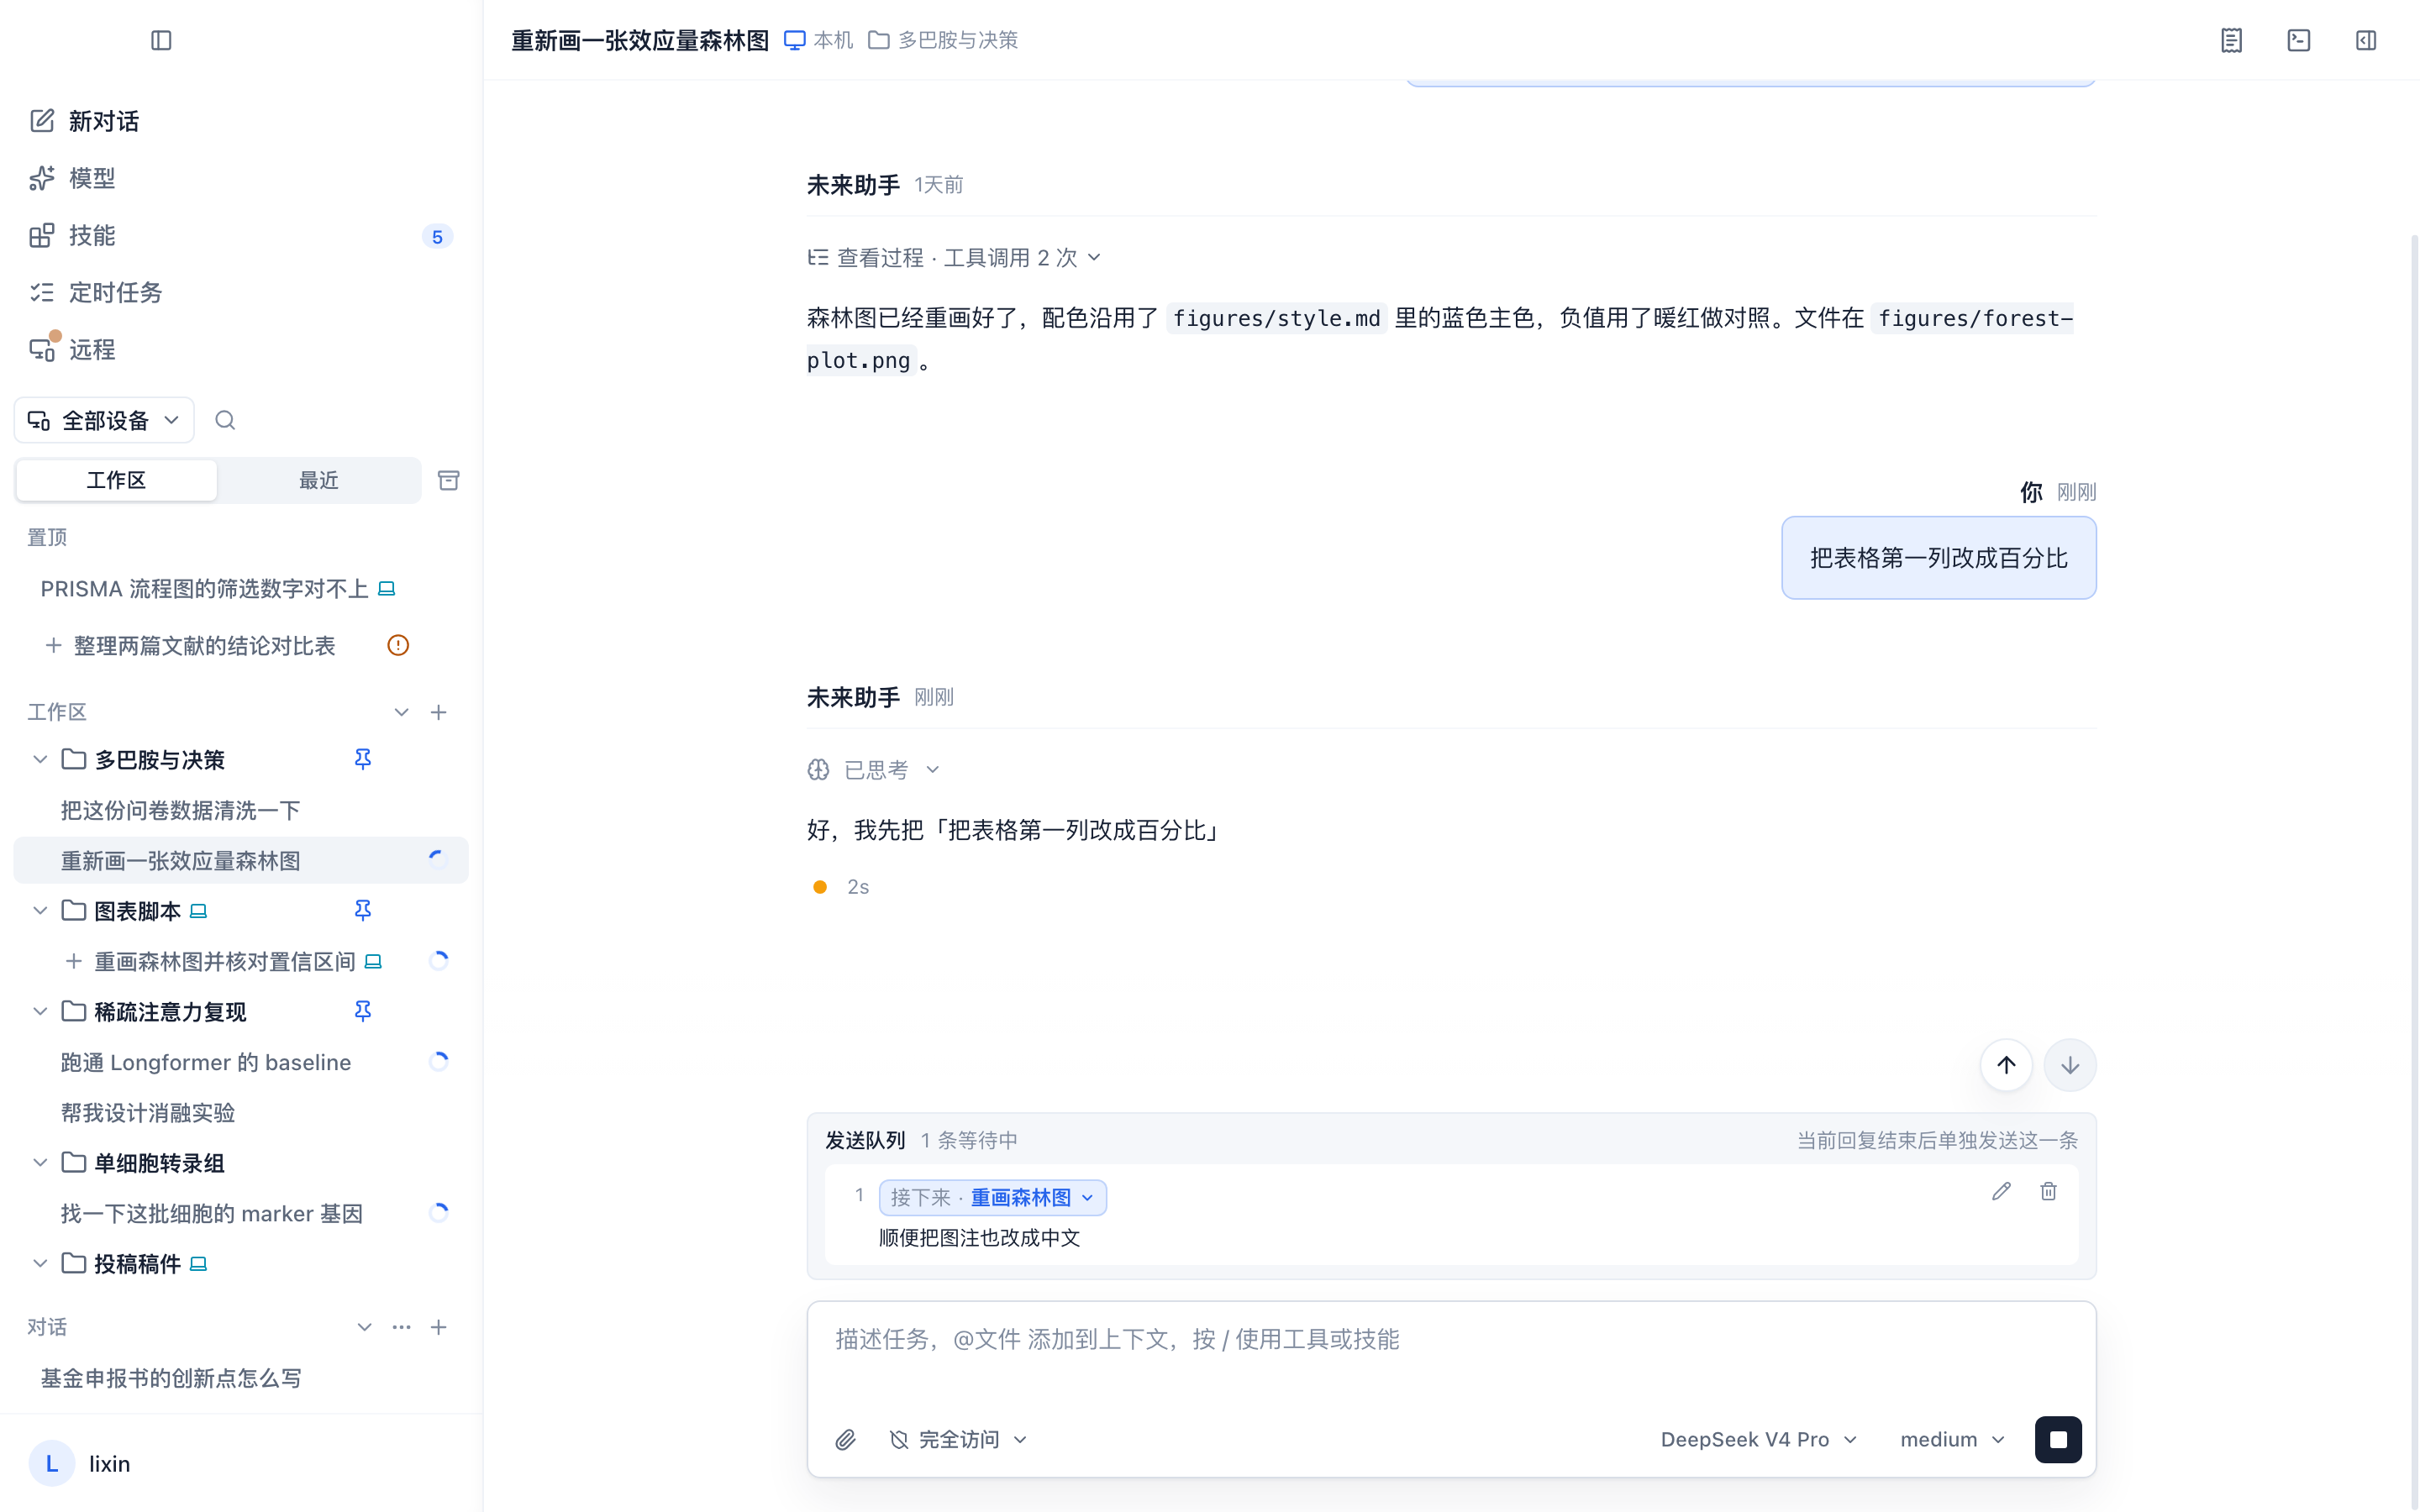 新对话
模型
技能
5
定时任务
远程
全部设备
工作区
最近
置顶
PRISMA 流程图的筛选数字对不上
整理两篇文献的结论对比表
工作区
多巴胺与决策
把这份问卷数据清洗一下
重新画一张效应量森林图
图表脚本
重画森林图并核对置信区间
稀疏注意力复现
跑通 Longformer 的 baseline
帮我设计消融实验
单细胞转录组
找一下这批细胞的 marker 基因
投稿稿件
对话
基金申报书的创新点怎么写
L
lixin
重新画一张效应量森林图 本机 多巴胺与决策
未来助手 1天前
查看过程 · 工具调用 2 次
森林图已经重画好了，配色沿用了 figures/style.md 里的蓝色主色，负值用了暖红做对照。文件在 figures/forest-
plot.png 。
你 刚刚
把表格第一列改成百分比
未来助手 刚刚
已思考
好，我先把「把表格第一列改成百分比」
2s
发送队列 1 条等待中 当前回复结束后单独发送这一条
1 接下来 · 重画森林图
顺便把图注也改成中文
描述任务，@文件 添加到上下文，按 / 使用工具或技能
完全访问 DeepSeek V4 Pro medium